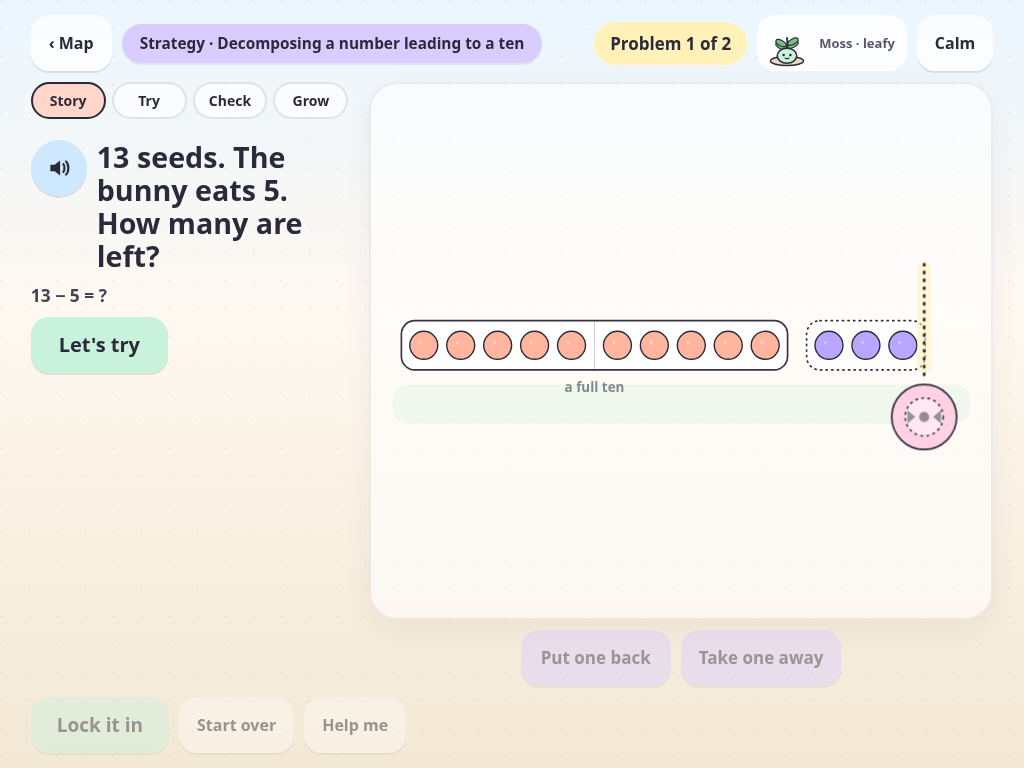 ‹ Map
Strategy · Decomposing a number leading to a ten
Problem 1 of 2
Moss · leafy
Calm
Story
Try
Check
Grow
13 seeds. The
bunny eats 5.
How many are
left?
13 − 5 = ?
Let's try
a full ten
Put one back
Take one away
Lock it in
Start over
Help me